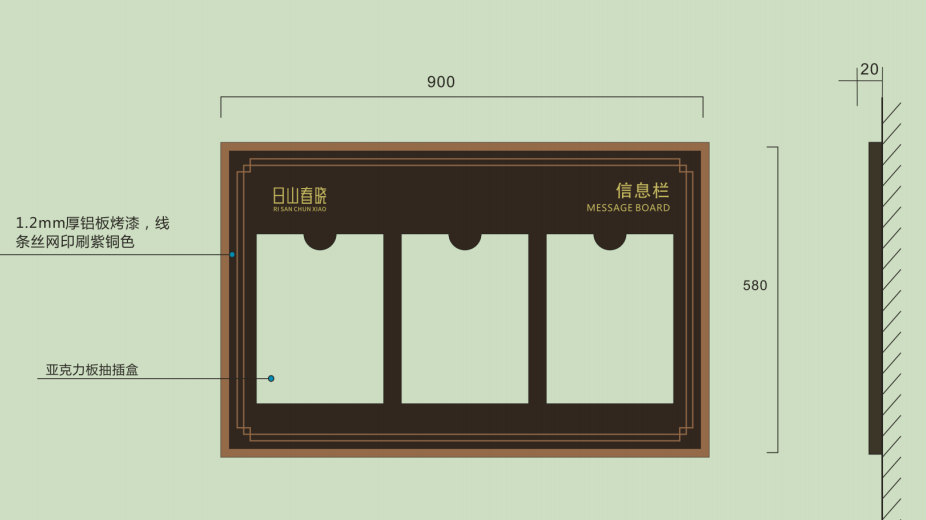 900
20
日山春晓
RI SAN CHUN XIAO
信息栏
MESSAGE BOARD
1.2mm厚铝板烤漆，线
条丝网印刷紫铜色
580
亚克力板抽插盒